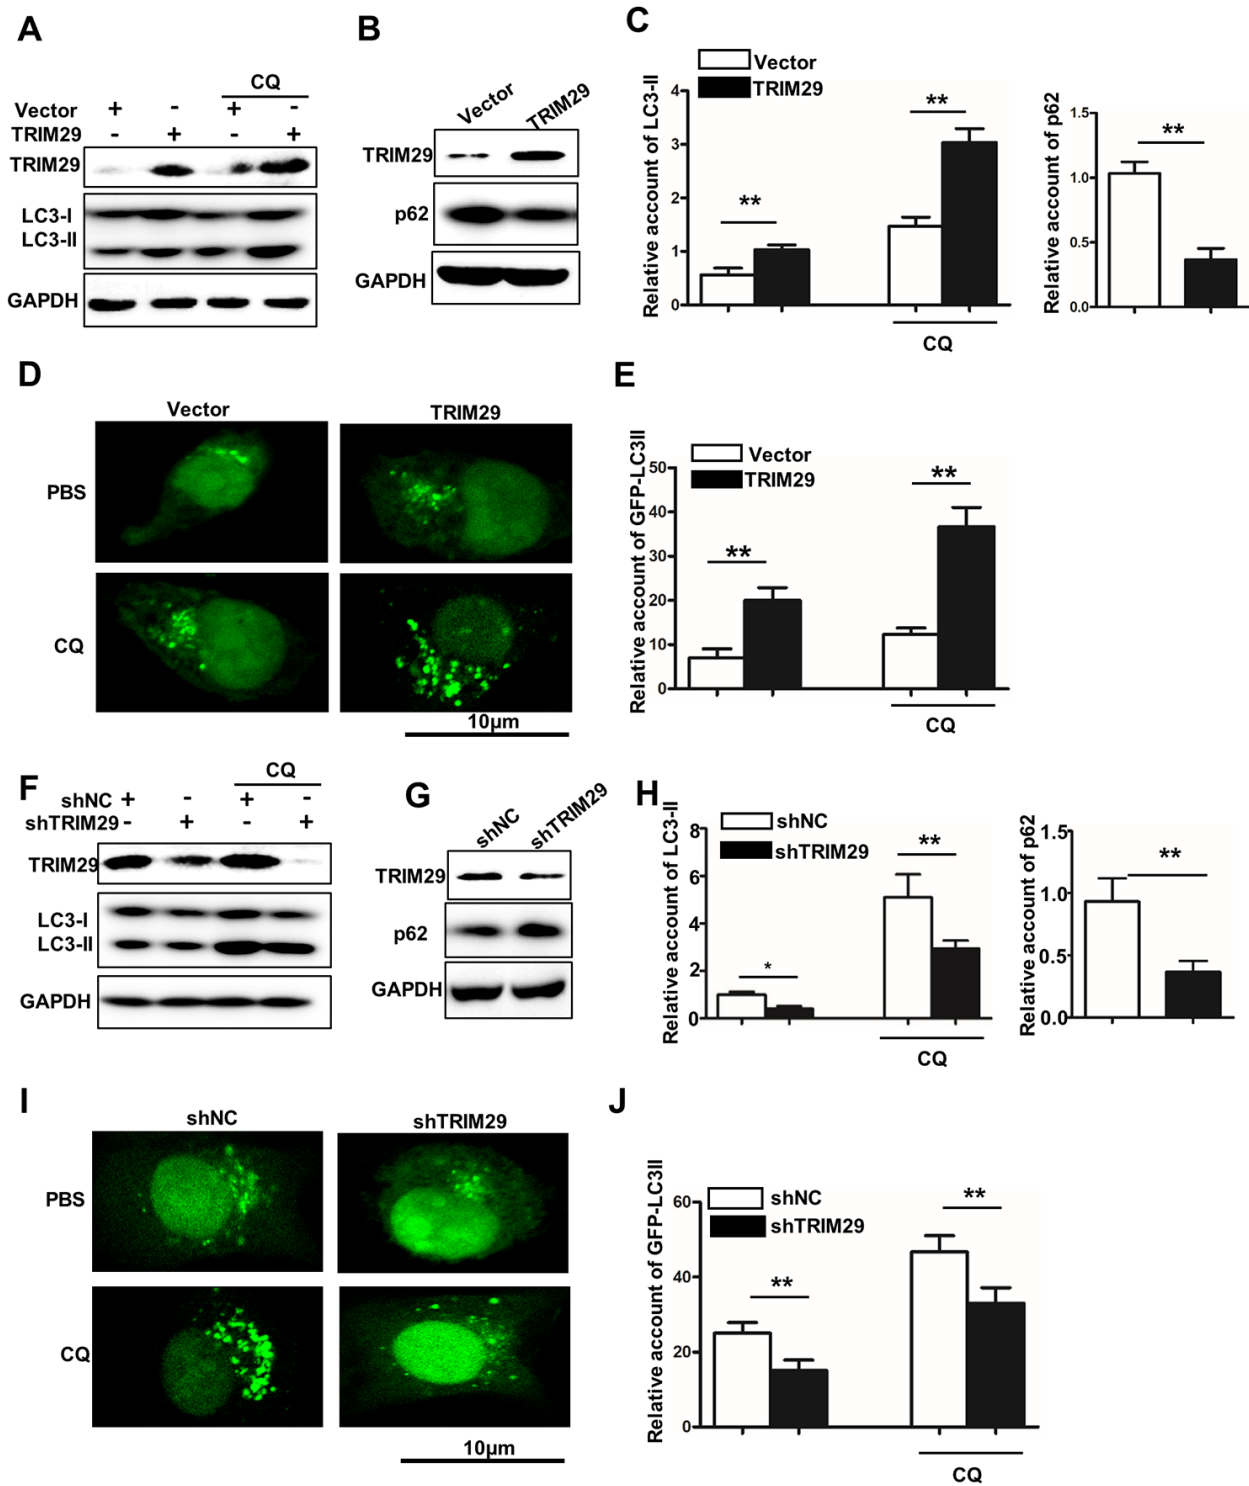 A
CQ
Vector + - + -
TRIM29 - + - +
TRIM29
LC3-I
LC3-II
GAPDH
B
Vector TRIM29
TRIM29
p62
GAPDH
C
Vector
TRIM29
Relative account of LC3-II
4
3
2
1
0
**
**
CQ
Relative account of p62
1.5
1.0
0.5
0.0
**
D
Vector TRIM29
PBS
CQ
10µm
E
Vector
TRIM29
Relative account of GFP-LC3II
50
40
30
20
10
0
**
**
CQ
F
CQ
shNC + - + -
shTRIM29 - + - +
TRIM29
LC3-I
LC3-II
GAPDH
G
shNC shTRIM29
TRIM29
p62
GAPDH
H
shNC
shTRIM29
Relative account of LC3-II
8
6
4
2
0
*
**
CQ
Relative account of p62
1.5
1.0
0.5
0.0
**
I
shNC shTRIM29
PBS
CQ
10µm
J
shNC
shTRIM29
Relative account of GFP-LC3II
60
40
20
0
**
**
CQ